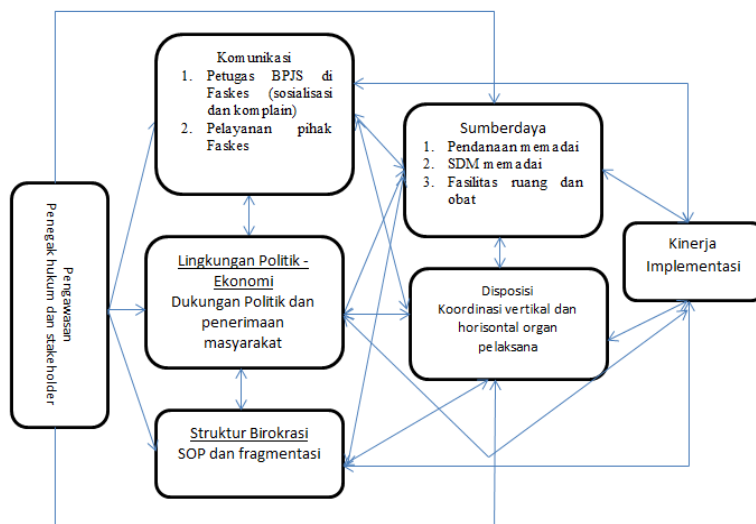 Pengawasan
Penegak hukum dan stakeholder
Komunikasi
1. Petugas BPJS di
Faskes (sosialisasi
dan komplain)
2. Pelayanan pihak
Faskes
Lingkungan Politik -
Ekonomi
Dukungan Politik dan
penerimaan
masyarakat
Struktur Birokrasi
SOP dan fragmentasi
Sumberdaya
1. Pendanaan memadai
2. SDM memadai
3. Fasilitas ruang dan
obat
Disposisi
Koordinasi vertikal dan
horisontal organ
pelaksana
Kinerja
Implementasi